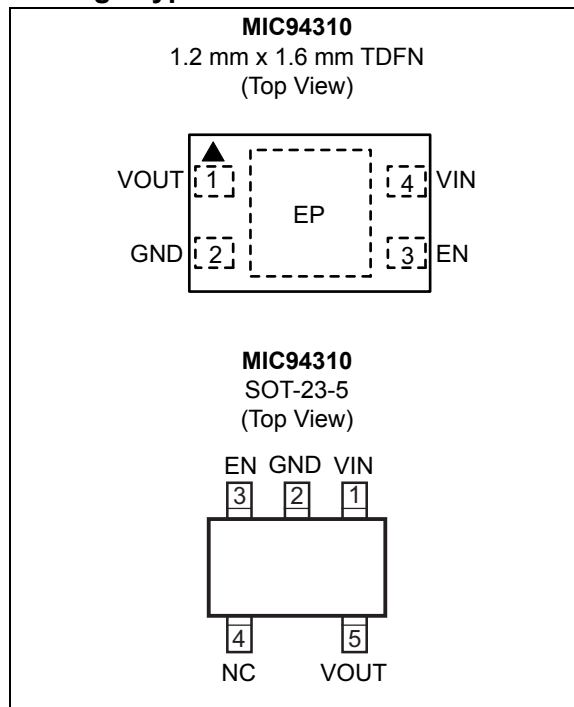 MIC94310
1.2 mm x 1.6 mm TDFN
(Top View)
VOUT 1 4 VIN
EP
GND 2 3 EN
MIC94310
SOT-23-5
(Top View)
EN GND VIN
3 2 1
4 5
NC VOUT